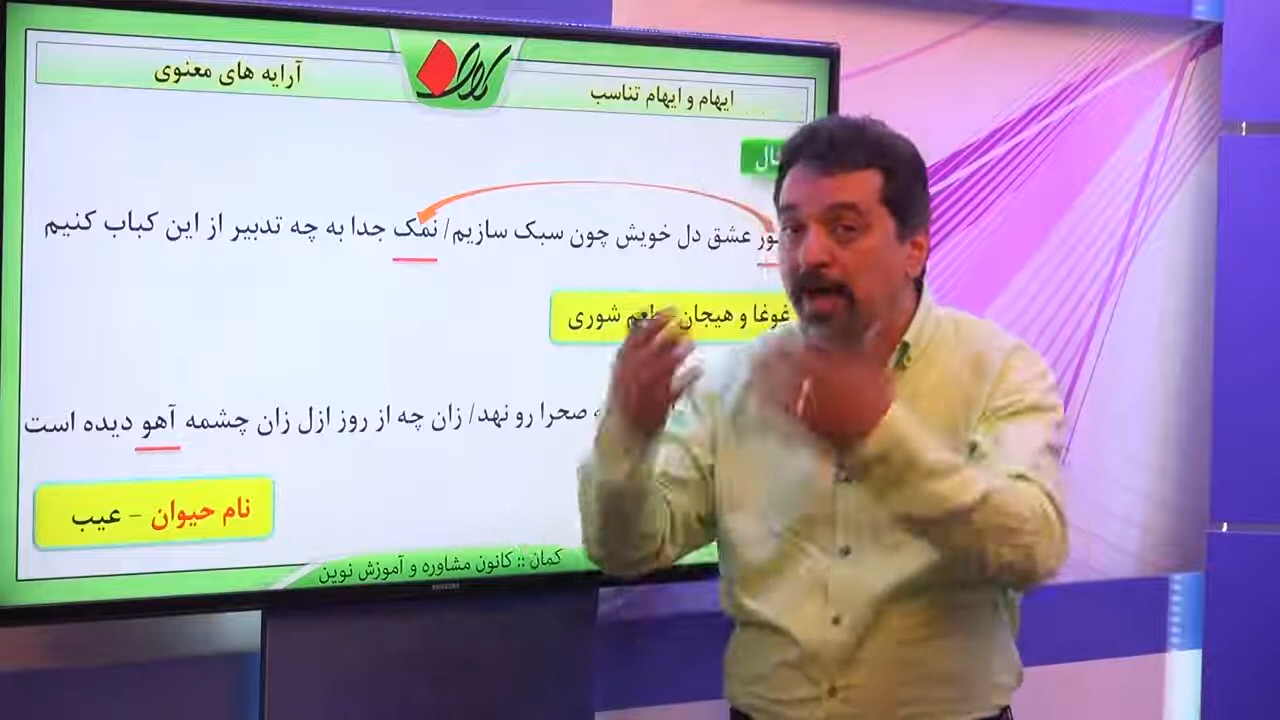 آرایه های معنوی
ایهام و ایهام تناسب
عشق دل خویش چون سبک سازیم/ نمک جدا به چه تدبیر از این کباب کنیم
غوغا و هیجان - طعم شوری
صحرا رو نهد/ زان چه از روز ازل زان چشمه آهو دیده است
نام حیوان - عیب
کمان :: کانون مشاوره و آموزش نوین